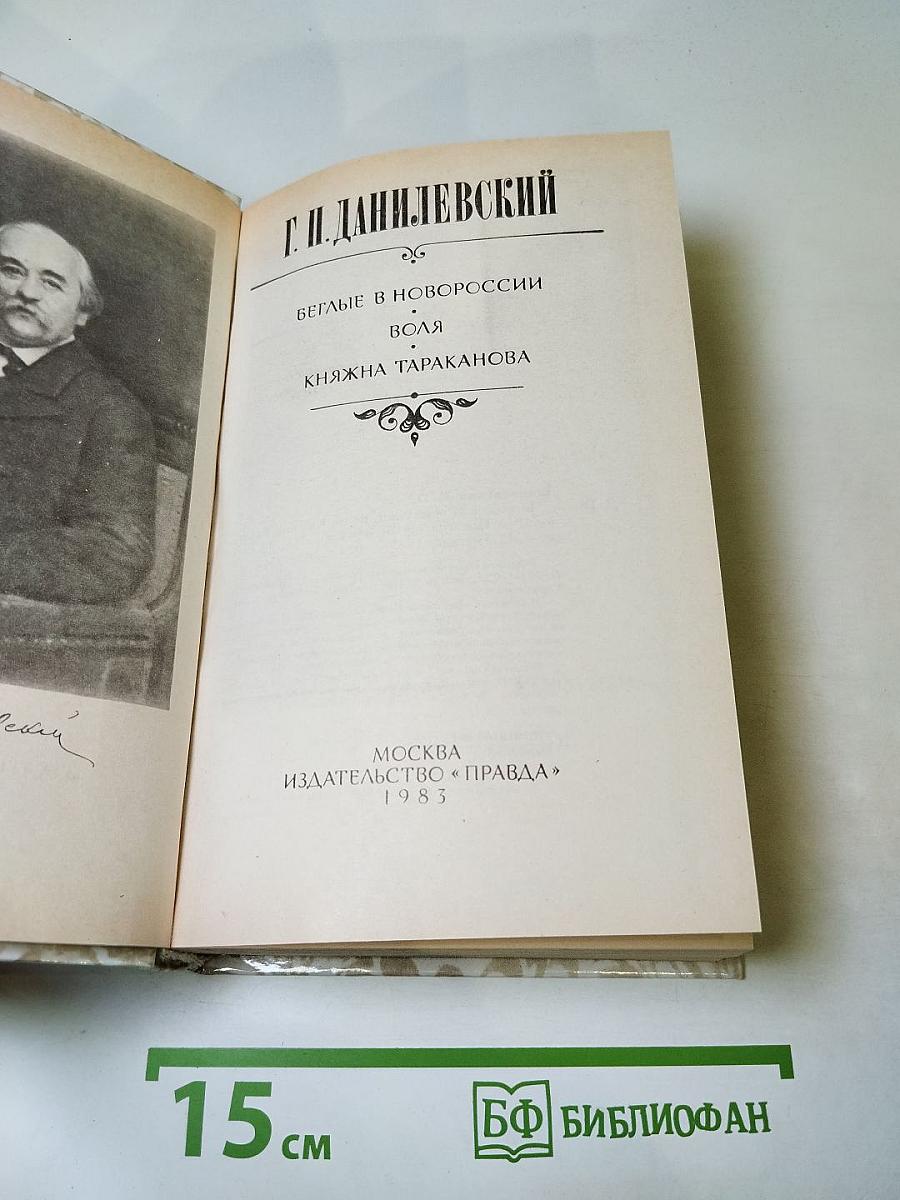 Г. П. ДАНИЛЕВСКИЙ
БЕГЛЫЕ В НОВОРОССИИ
ВОЛЯ
КНЯЖНА ТАРАКАНОВА
МОСКВА
ИЗДАТЕЛЬСТВО «ПРАВДА»
1983
15 см
БФ БИБЛИОФАН